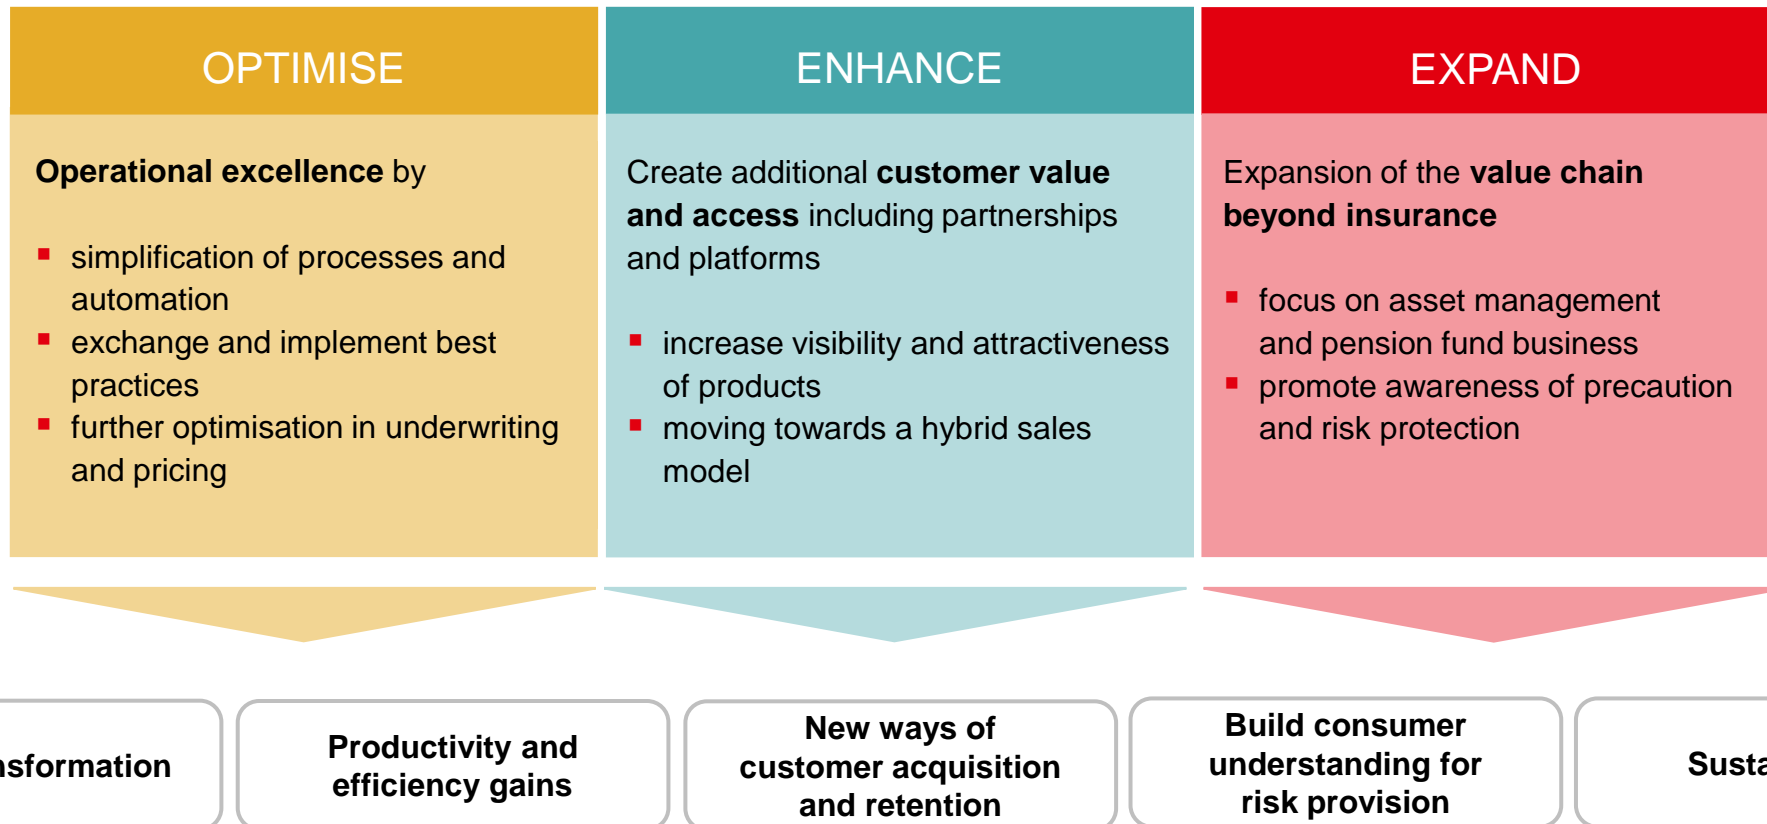 OPTIMISE
Operational excellence by
simplification of processes and
automation
exchange and implement best
practices
further optimisation in underwriting
and pricing
ENHANCE
Create additional customer value
and access including partnerships
and platforms
increase visibility and attractiveness
of products
moving towards a hybrid sales
model
EXPAND
Expansion of the value chain
beyond insurance
focus on asset management
and pension fund business
promote awareness of precaution
and risk protection
Productivity and
efficiency gains
New ways of
customer acquisition
and retention
Build consumer
understanding for
risk provision